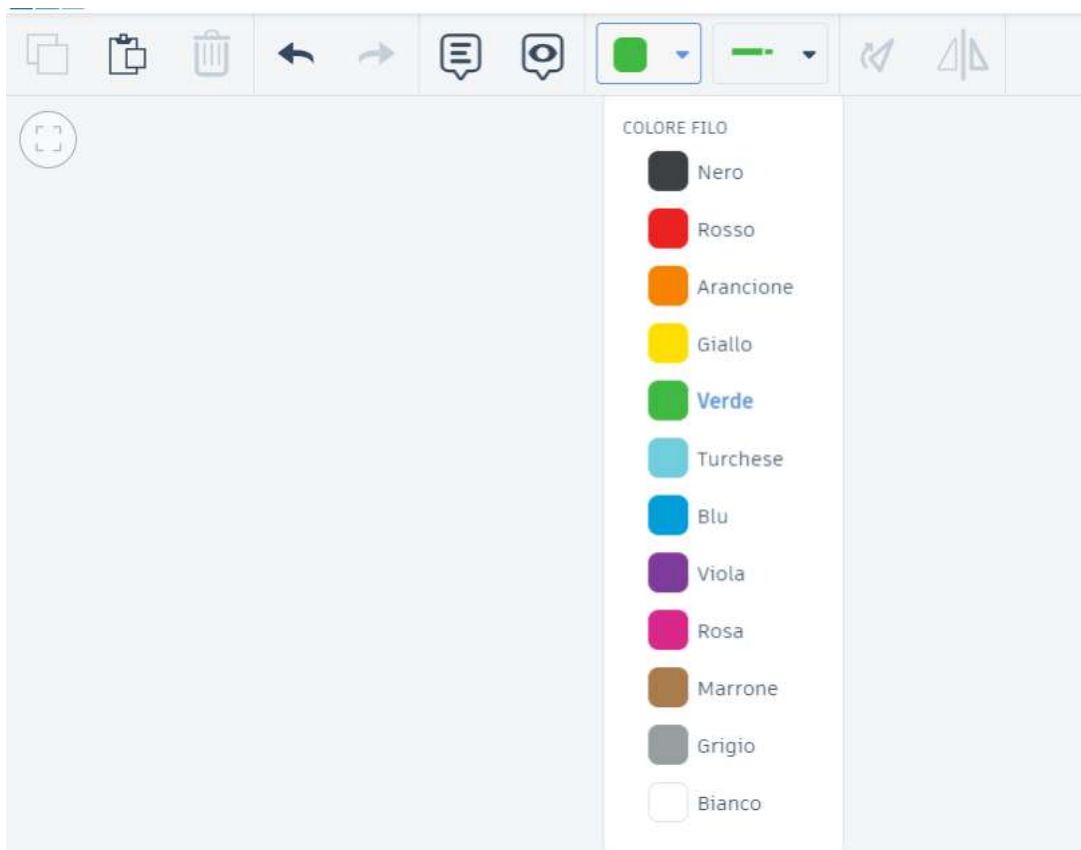 COLORE FILO
Nero
Rosso
Arancione
Giallo
Verde
Turchese
Blu
Viola
Rosa
Marrone
Grigio
Bianco